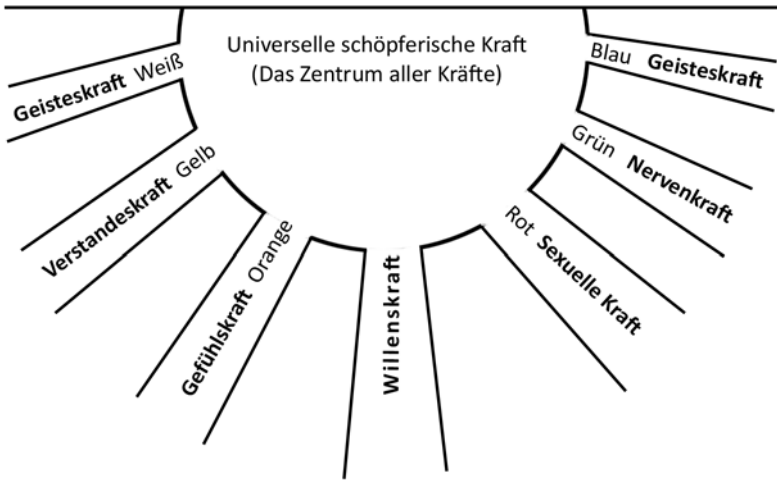 Universelle schöpferische Kraft
(Das Zentrum aller Kräfte)
Geisteskraft Weiß
Verstandeskraft Gelb
Gefühlskraft Orange
Willenskraft
Rot Sexuelle Kraft
Grün Nervenkraft
Blau Geisteskraft